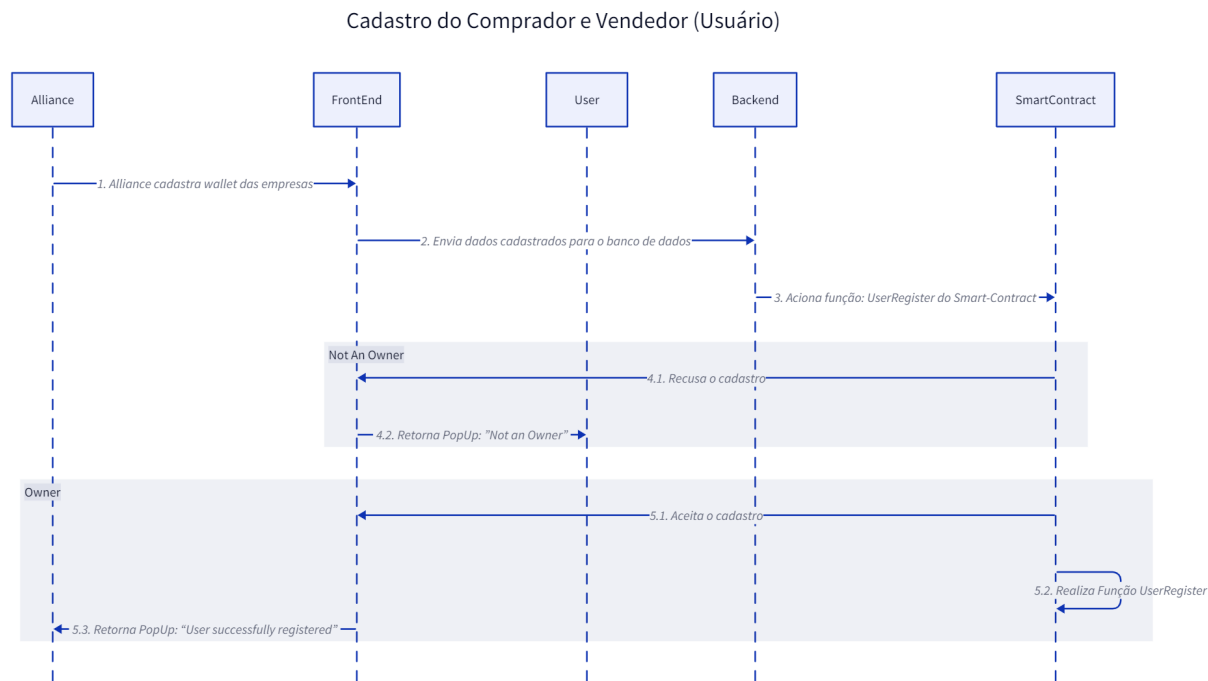 Cadastro do Comprador e Vendedor (Usuário)
Alliance
FrontEnd
User
Backend
SmartContract
1. Alliance cadastra wallet das empresas
2. Envia dados cadastrados para o banco de dados
3. Aciona função: UserRegister do Smart-Contract
Not An Owner
4.1. Recusa o cadastro
4.2. Retorna PopUp: ”Not an Owner”
Owner
5.1. Aceita o cadastro
5.2. Realiza Função UserRegister
5.3. Retorna PopUp: “User successfully registered”